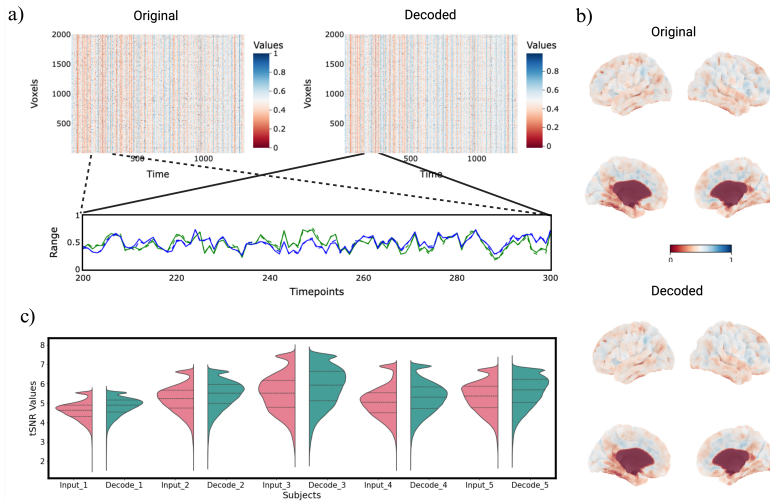 a)
Original
Decoded
Values
Values
Voxels
2000
1500
1000
500
500
1000
Time
1
0.8
0.6
0.4
0.2
0
Voxels
2000
1500
1000
500
500
1000
Time
1
0.8
0.6
0.4
0.2
0
Range
1
0.5
0
200
220
240
260
280
300
Timepoints
b)
Original
0
1
Decoded
c)
tSNR Values
8
7
6
5
4
3
2
Input_1
Decode_1
Input_2
Decode_2
Input_3
Decode_3
Input_4
Decode_4
Input_5
Decode_5
Subjects